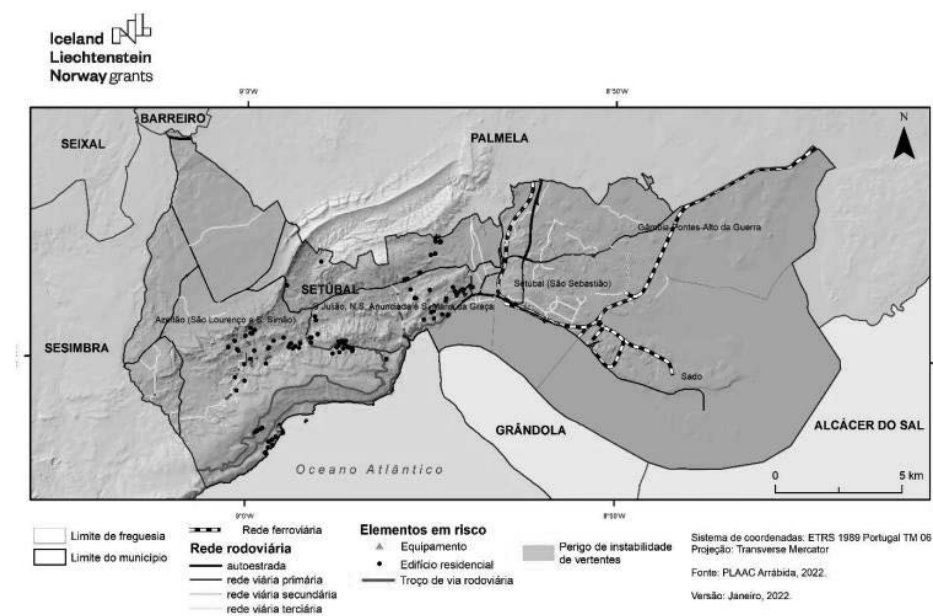 Iceland
Liechtenstein
Norway grants
9°0'W
8°50'W
BARREIRO
SEIXAL
PALMELA
N
Gâmbia-Pontes-Alto da Guerra
SETÚBAL
Setúbal (São Sebastião)
S. Julião, N.S. Anunciada e S. Maria da Graça
Azeitão (São Lourenço e S. Simão)
SESIMBRA
Sado
GRÂNDOLA
ALCÁCER DO SAL
Oceano Atlântico
0 5 km
9°0'W
8°50'W
Limite de freguesia
Limite do município
Rede ferroviária
Rede rodoviária
autoestrada
rede viária primária
rede viária secundária
rede viária terciária
Elementos em risco
Equipamento
Edifício residencial
Troço de via rodoviária
Perigo de instabilidade
de vertentes
Sistema de coordenadas: ETRS 1989 Portugal TM 06
Projeção: Transverse Mercator
Fonte: PLAAC Arrábida, 2022.
Versão: Janeiro, 2022.